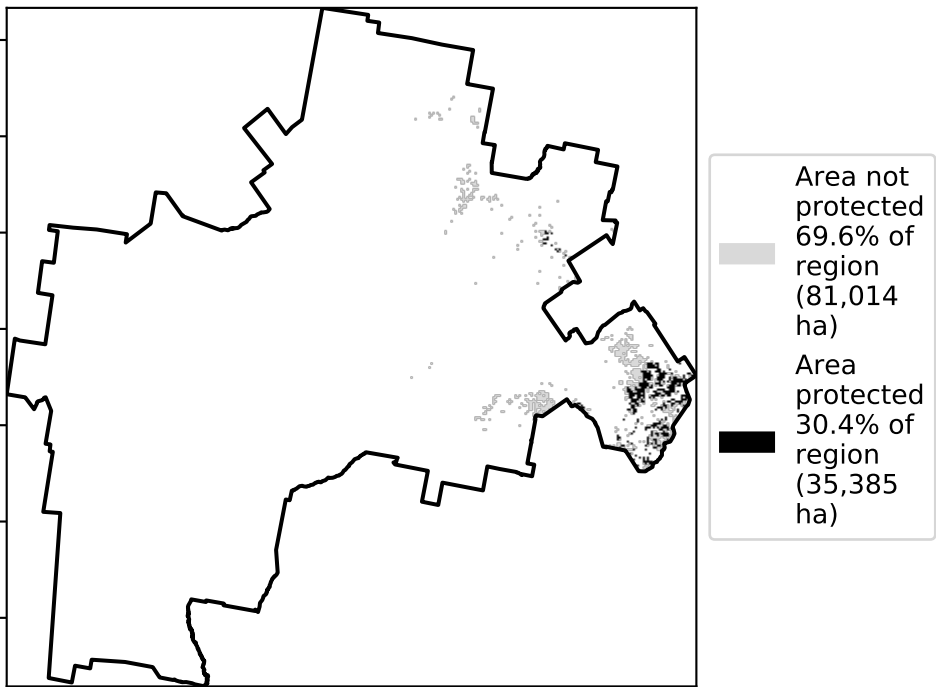 Area not
protected
69.6% of
region
(81,014
ha)
Area
protected
30.4% of
region
(35,385
ha)